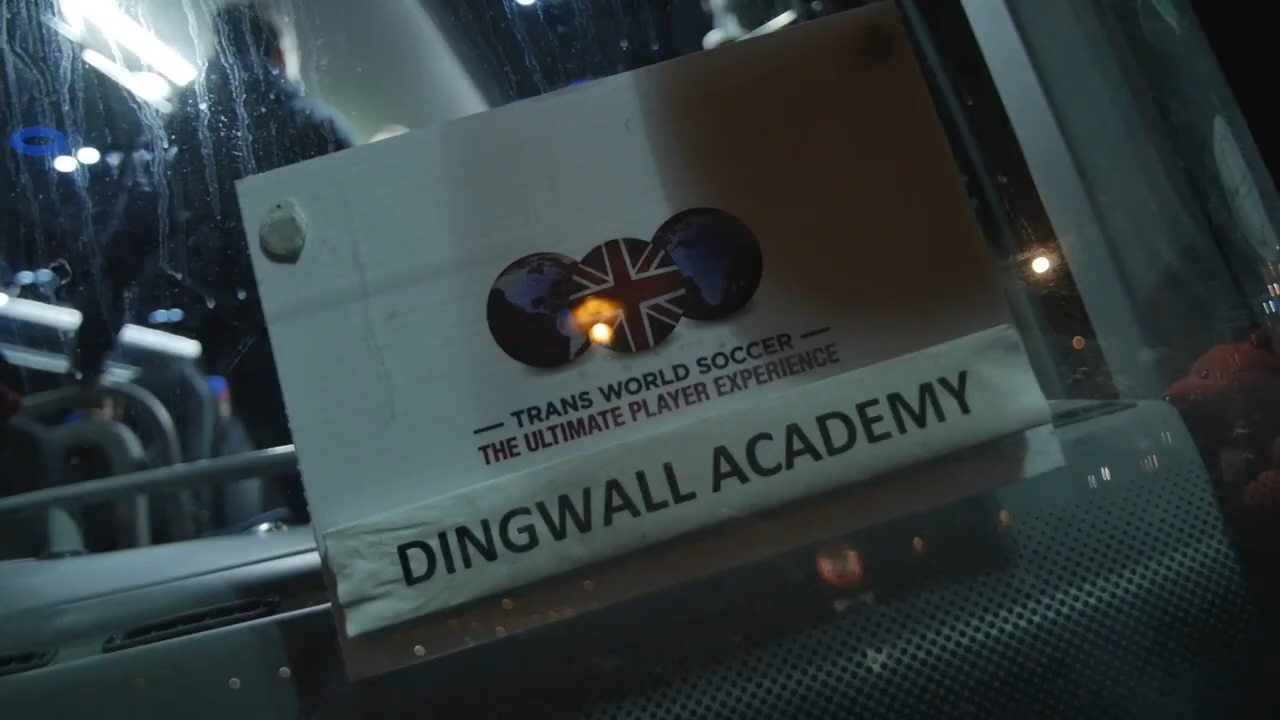 — TRANS WORLD SOCCER —
THE ULTIMATE PLAYER EXPERIENCE
DINGWALL ACADEMY